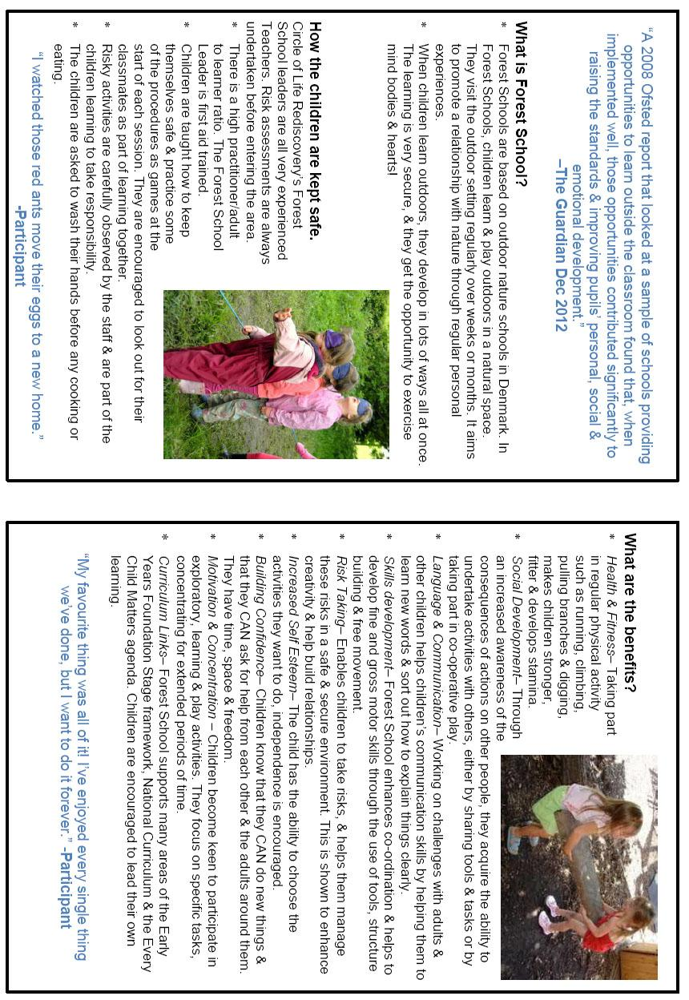 “A 2008 Ofsted report that looked at a sample of schools providing
opportunities to learn outside the classroom found that, when
implemented well, those opportunities contributed significantly to
raising the standards & improving pupils’ personal, social &
emotional development.”
–The Guardian Dec 2012
What is Forest School?
* Forest Schools are based on outdoor nature schools in Denmark. In
Forest Schools, children learn & play outdoors in a natural space.
They visit the outdoor setting regularly over weeks or months. It aims
to promote a relationship with nature through regular personal
experiences.
* When children learn outdoors, they develop in lots of ways all at once.
The learning is very secure, & they get the opportunity to exercise
mind bodies & hearts!
How the children are kept safe.
Circle of Life Rediscovery’s Forest
School leaders are all very experienced
Teachers. Risk assessments are always
undertaken before entering the area.
* There is a high practitioner/adult
to learner ratio. The Forest School
Leader is first aid trained.
* Children are taught how to keep
themselves safe & practice some
of the procedures as games at the
start of each session. They are encouraged to look out for their
classmates as part of learning together.
* Risky activities are carefully observed by the staff & are part of the
children learning to take responsibility.
* The children are asked to wash their hands before any cooking or
eating.
“I watched those red ants move their eggs to a new home.”
-Participant
What are the benefits?
* Health & Fitness– Taking part
in regular physical activity
such as running, climbing,
pulling branches & digging,
makes children stronger,
fitter & develops stamina.
* Social Development– Through
an increased awareness of the
consequences of actions on other people, they acquire the ability to
undertake activities with others, either by sharing tools & tasks or by
taking part in co-operative play.
* Language & Communication– Working on challenges with adults &
other children helps children’s communication skills by helping them to
learn new words & sort out how to explain things clearly.
* Skills development– Forest School enhances co-ordination & helps to
develop fine and gross motor skills through the use of tools, structure
building & free movement.
* Risk Taking– Enables children to take risks, & helps them manage
these risks in a safe & secure environment. This is shown to enhance
creativity & help build relationships.
* Increased Self Esteem– The child has the ability to choose the
activities they want to do, independence is encouraged.
* Building Confidence– Children know that they CAN do new things &
that they CAN ask for help from each other & the adults around them.
They have time, space & freedom.
* Motivation & Concentration – Children become keen to participate in
exploratory, learning & play activities. They focus on specific tasks,
concentrating for extended periods of time.
* Curriculum Links– Forest School supports many areas of the Early
Years Foundation Stage framework, National Curriculum & the Every
Child Matters agenda. Children are encouraged to lead their own
learning.
“My favourite thing was all of it! I’ve enjoyed every single thing
we’ve done, but I want to do it forever.” -Participant